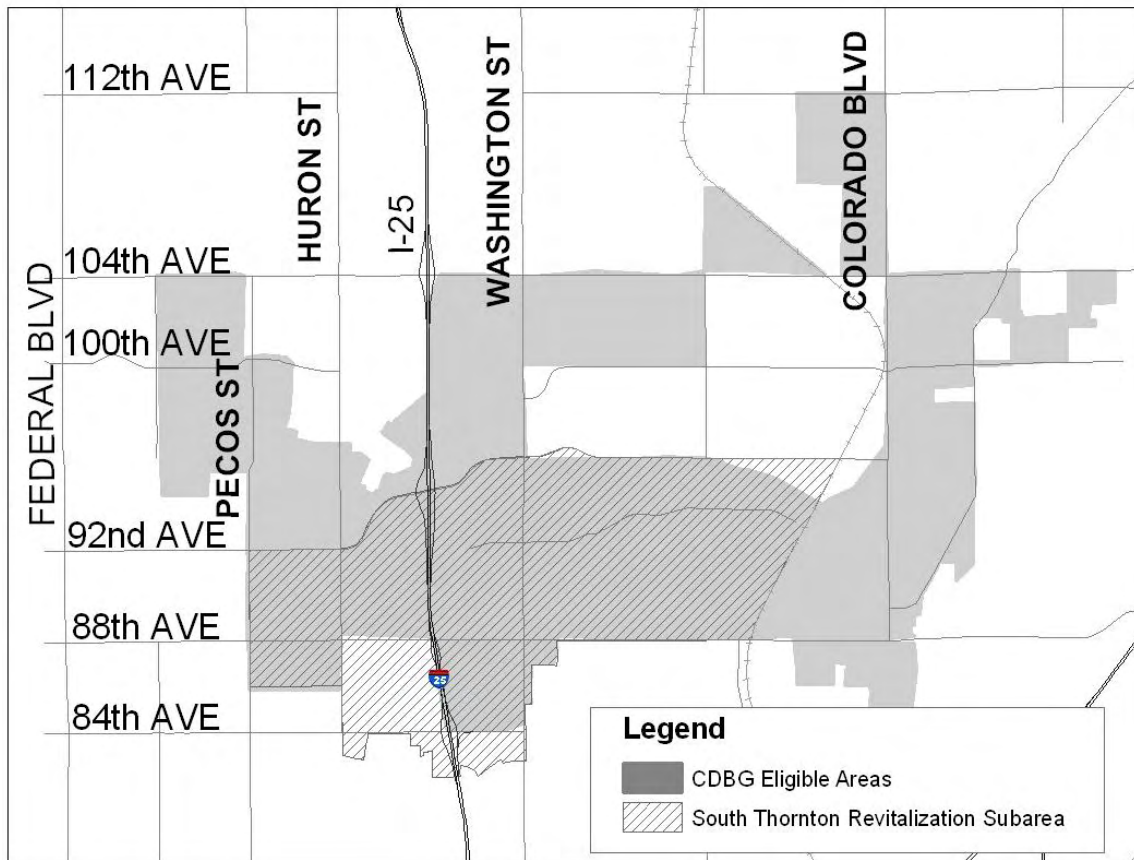 112th AVE
HURON ST
I-25
WASHINGTON ST
COLORADO BLVD
104th AVE
FEDERAL BLVD
100th AVE
PECOS ST
92nd AVE
88th AVE
25
84th AVE
Legend
CDBG Eligible Areas
South Thornton Revitalization Subarea